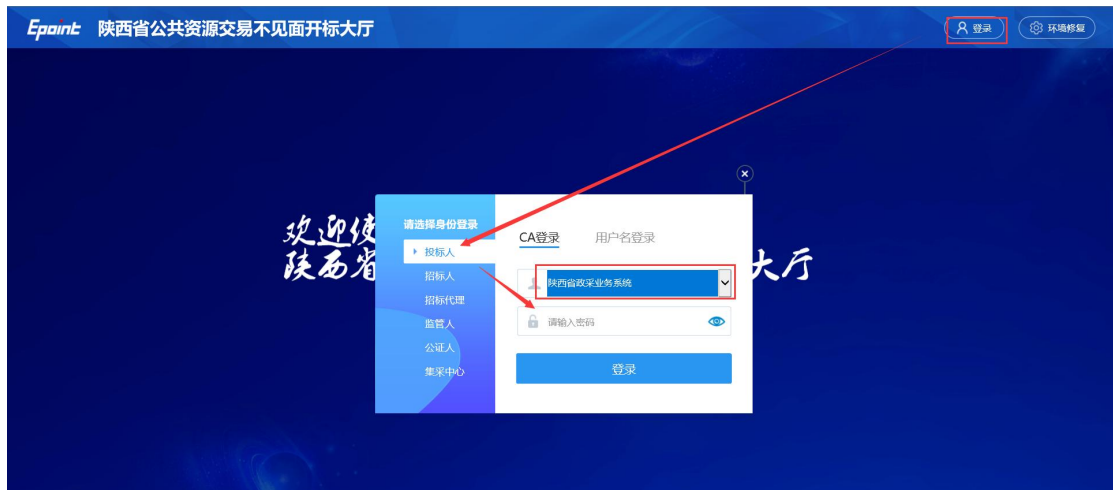 Epoint 陕西省公共资源交易不见面开标大厅
登录
环境修复
欢迎使
陕西省
大厅
请选择身份登录
投标人
招标人
招标代理
监管人
公证人
集采中心
CA登录 用户名登录
陕西省政采业务系统
请输入密码
登录